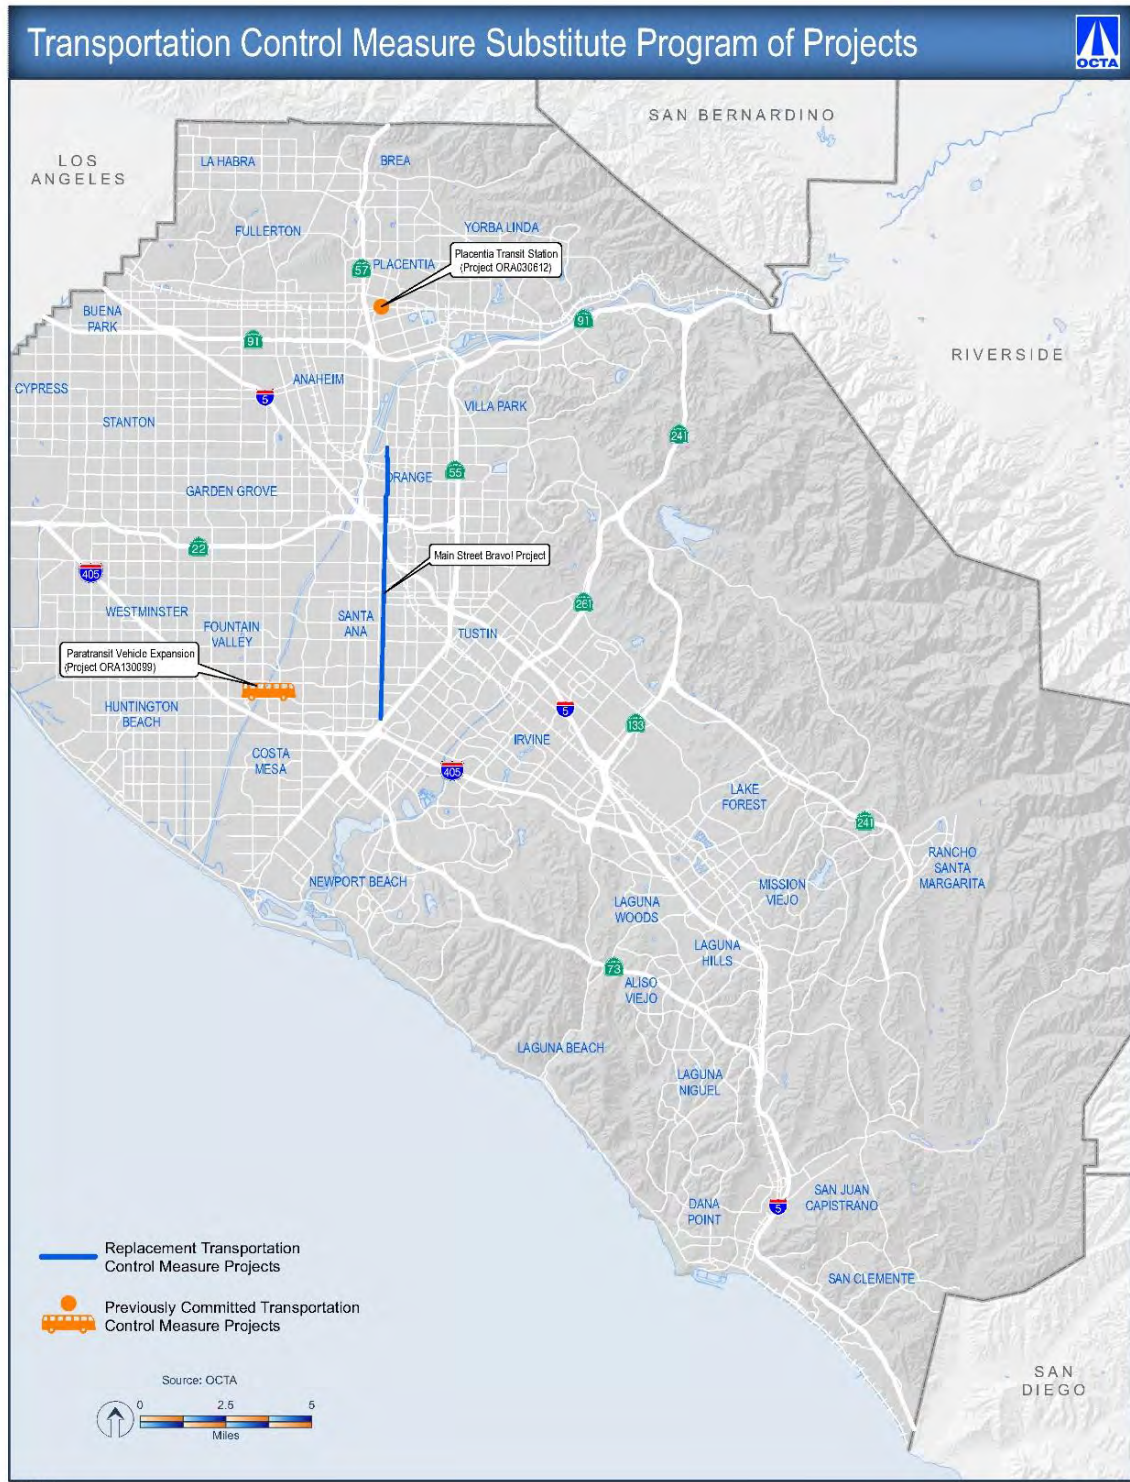 Transportation Control Measure Substitute Program of Projects
OCTA
SAN BERNARDINO
LOS
ANGELES
LA HABRA
BREA
FULLERTON
YORBA LINDA
Placentia Transit Station
(Project ORA030612)
57
PLACENTIA
BUENA
PARK
91
91
RIVERSIDE
ANAHEIM
CYPRESS
5
VILLA PARK
STANTON
241
55
ORANGE
GARDEN GROVE
22
Main Street Bravo! Project
405
261
WESTMINSTER
SANTA
ANA
FOUNTAIN
VALLEY
TUSTIN
Paratransit Vehicle Expansion
(Project ORA130099)
HUNTINGTON
BEACH
5
133
IRVINE
COSTA
MESA
405
LAKE
FOREST
241
RANCHO
SANTA
MARGARITA
NEWPORT BEACH
MISSION
VIEJO
LAGUNA
WOODS
LAGUNA
HILLS
73
ALISO
VIEJO
LAGUNA BEACH
LAGUNA
NIGUEL
DANA
POINT
5
SAN JUAN
CAPISTRANO
SAN CLEMENTE
Replacement Transportation
Control Measure Projects
Previously Committed Transportation
Control Measure Projects
Source: OCTA
0 2.5 5
Miles
SAN
DIEGO